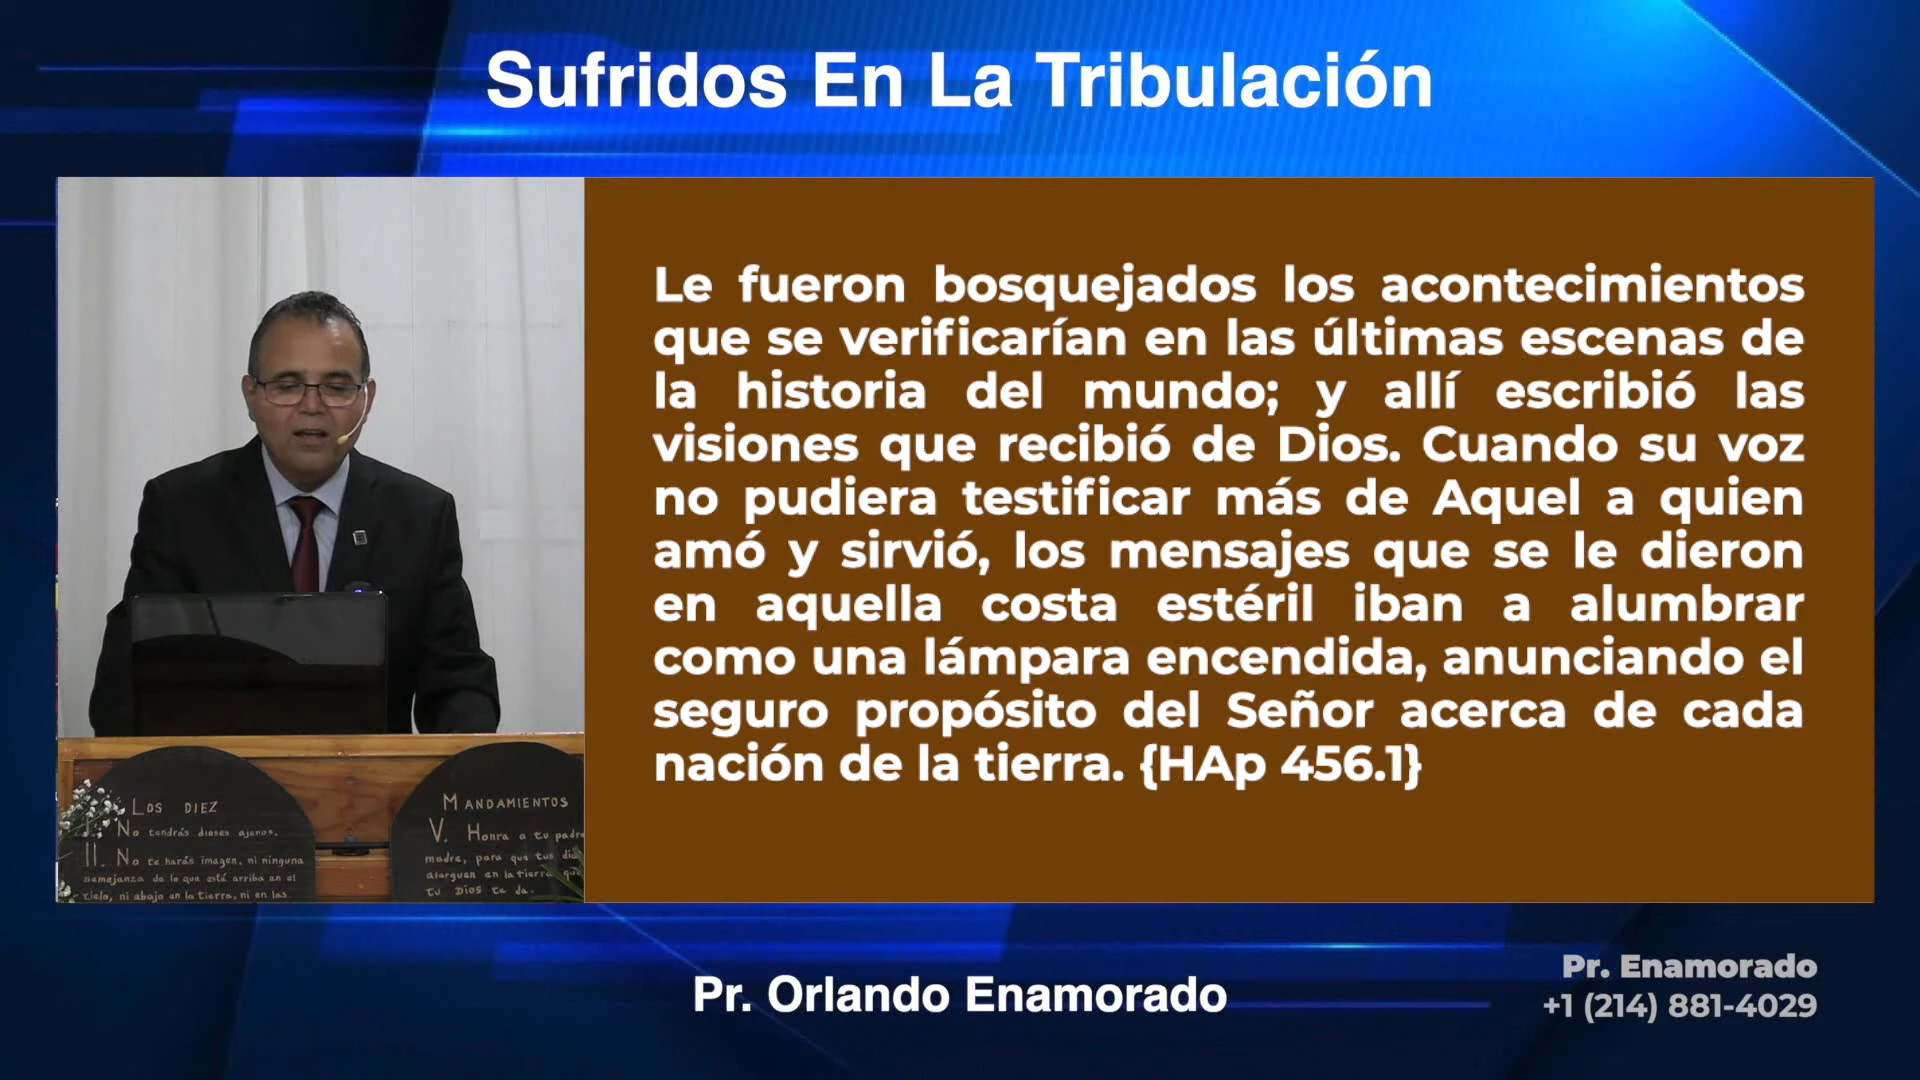 Sufridos En La Tribulación
Le fueron bosquejados los acontecimientos
que se verificarían en las últimas escenas de
la historia del mundo; y allí escribió las
visiones que recibió de Dios. Cuando su voz
no pudiera testificar más de Aquel a quien
amó y sirvió, los mensajes que se le dieron
en aquella costa estéril iban a alumbrar
como una lámpara encendida, anunciando el
seguro propósito del Señor acerca de cada
nación de la tierra. {HAp 456.1}
LOS DIEZ
I. No tendrás dioses ajenos.
II. No te harás imagen, ni ninguna
semejanza de lo que está arriba en el
cielo, ni abajo en la tierra, ni en las
MANDAMIENTOS
V. Honra a tu padre
madre, para que tus día
alarguen en la tierra que
tu DIOS te da.
Pr. Orlando Enamorado
Pr. Enamorado
+1 (214) 881-4029